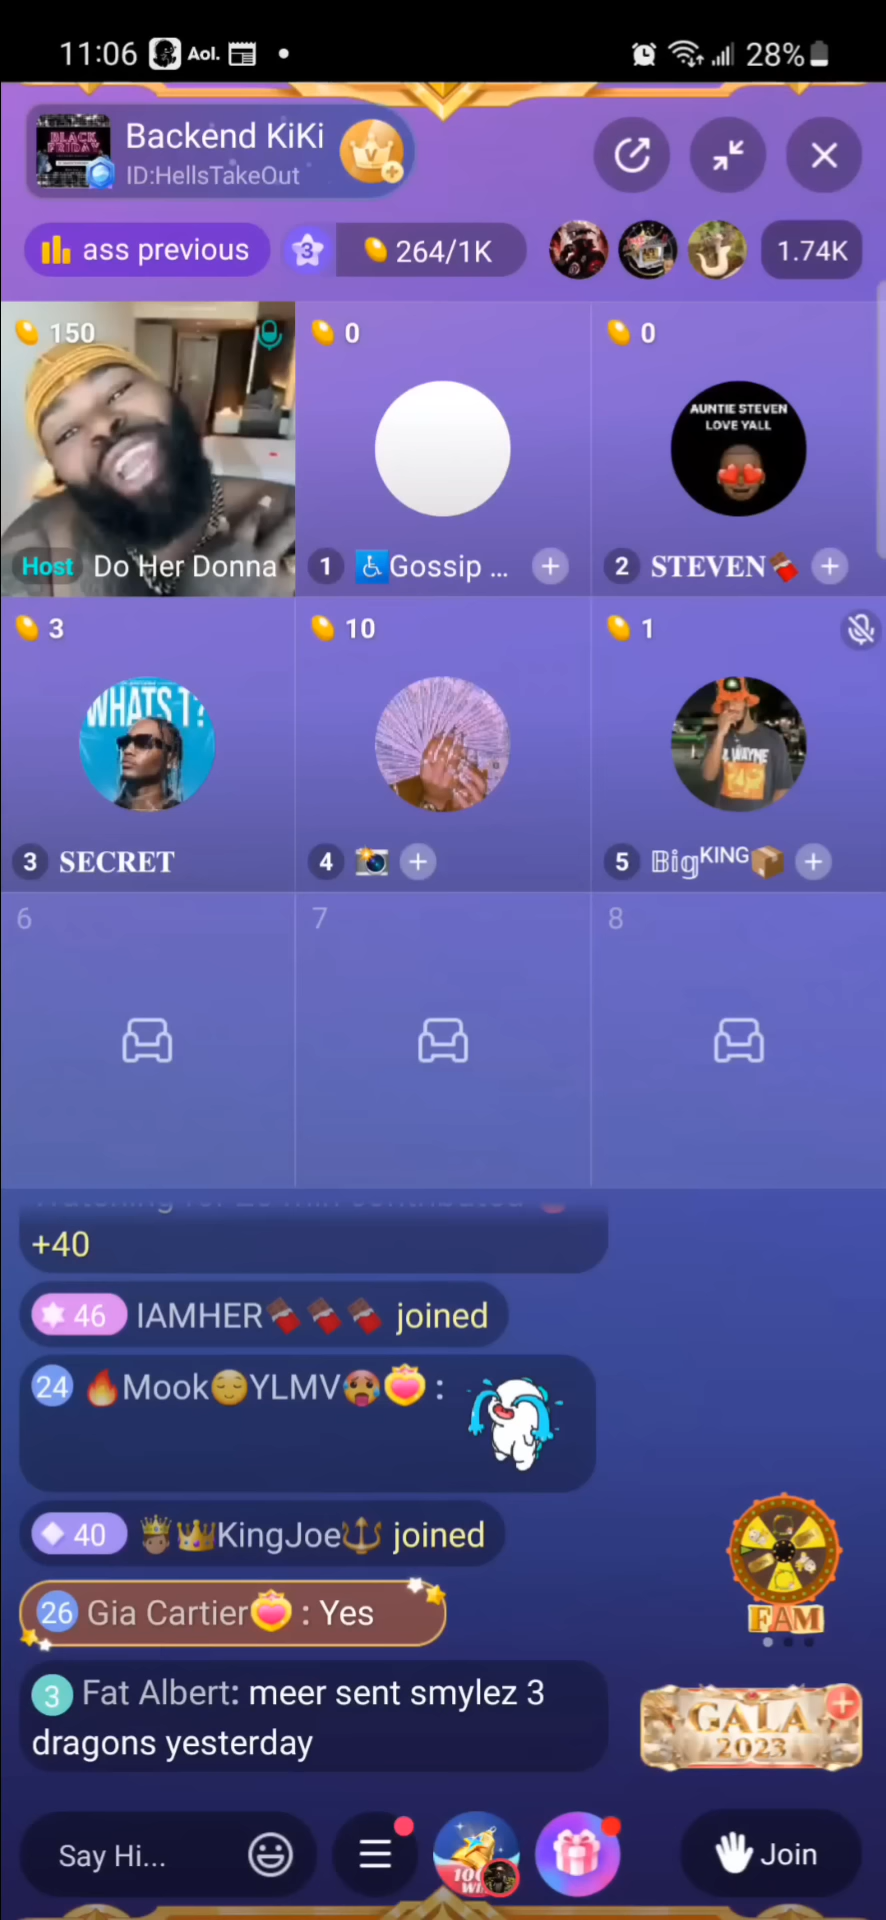 11:06 Aol. 28%
BLACK FRIDAY
Backend KiKi
V
ID:HellsTakeOut
ass previous 3 264/1K 1.74K
150 0 0
AUNTIE STEVEN
LOVE YALL
Host Do Her Donna 1 ♿Gossip ... + 2 𝐒𝐓𝐄𝐕𝐄𝐍🍫 +
3 10 1
WHATS T?
WAYNE
3 𝐒𝐄𝐂𝐑𝐄𝐓 4 📸 + 5 𝔹𝕚𝕘ᴷᴵᴺᴳ📦 +
6 7 8
+40
46 IAMHER🍫🍫🍫 joined
24 🔥Mook😌YLMV🥵 :
40 🤴🏽👑KingJoe🔱 joined
26 Gia Cartier : Yes
FAM
3 Fat Albert: meer sent smylez 3
dragons yesterday
GALA
2023
Say Hi... Join